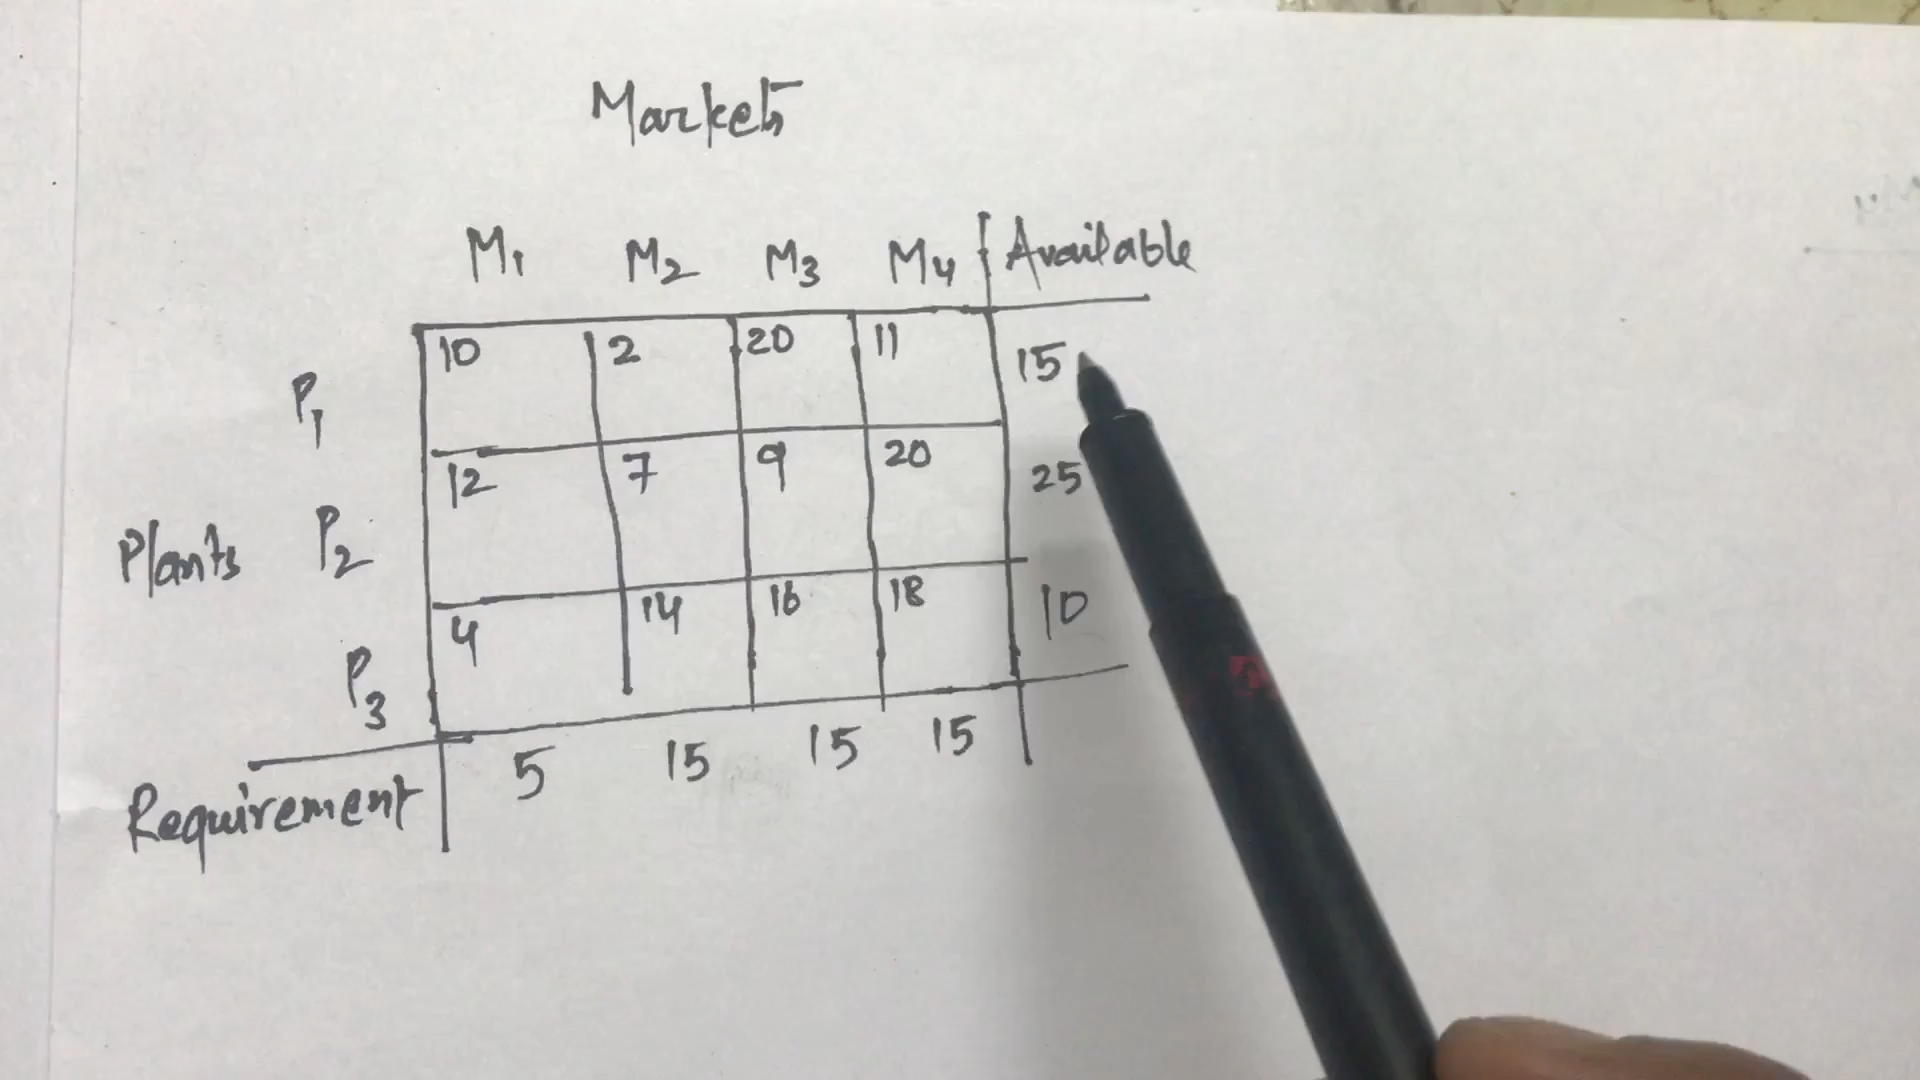 Markets
M1 M2 M3 M4 Available
P1 10 2 20 11 15
Plants P2 12 7 9 20 25
P3 4 14 16 18 10
Requirement 5 15 15 15